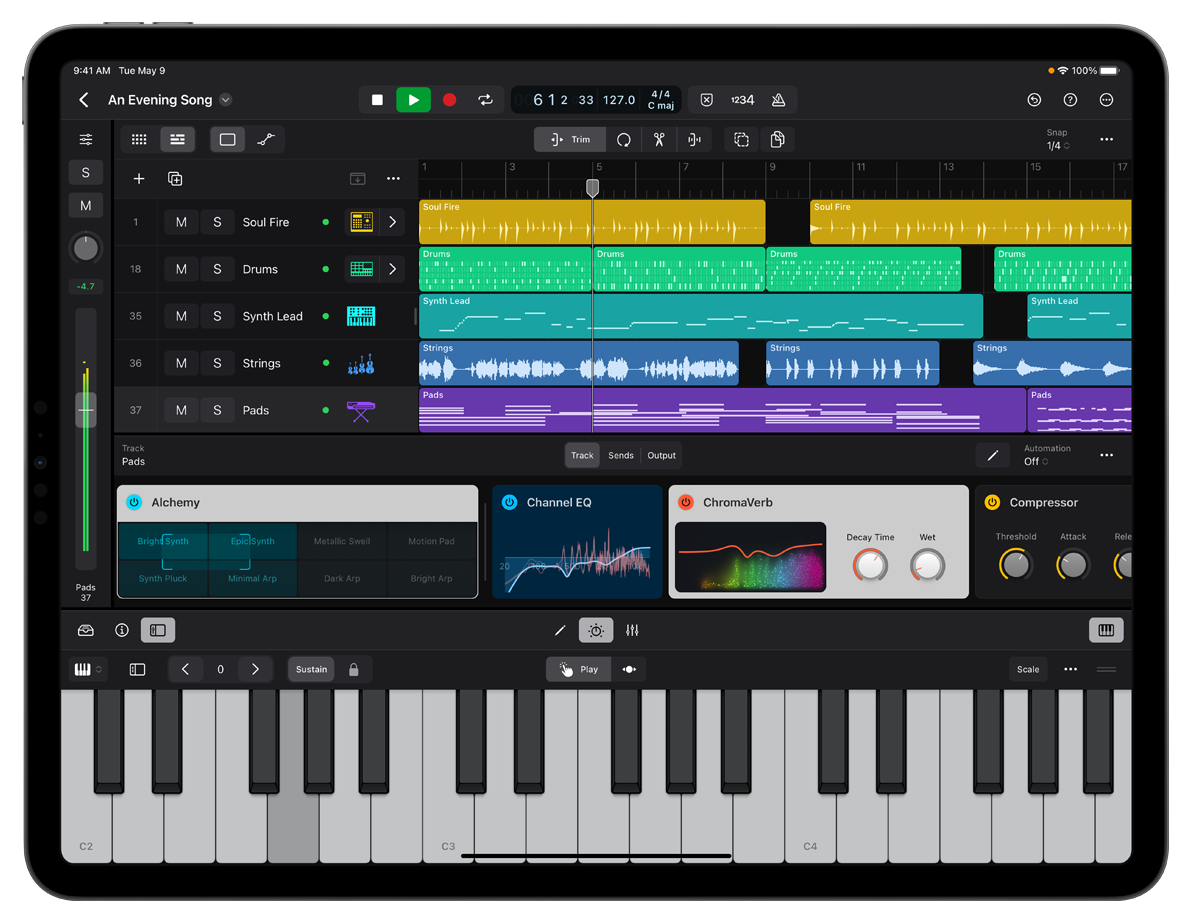 9:41 AM Tue May 9
100%
An Evening Song
6 1 2 33 127.0 4/4 C maj
1234
Trim
Snap
1/4
S
M
-4.7
1 3 5 7 9 11 13 15 17
1 M S Soul Fire
Soul Fire Soul Fire
18 M S Drums
Drums Drums Drums Drums
35 M S Synth Lead
Synth Lead Synth Lead
36 M S Strings
Strings Strings Strings
37 M S Pads
Pads Pads
Track
Pads
Track Sends Output
Automation
Off
Alchemy
Bright Synth Epic Synth Metallic Swell Motion Pad
Synth Pluck Minimal Arp Dark Arp Bright Arp
Channel EQ
20
ChromaVerb
Decay Time Wet
Compressor
Threshold Attack Rele
Pads
37
0
Sustain
Play
Scale
C2 C3 C4